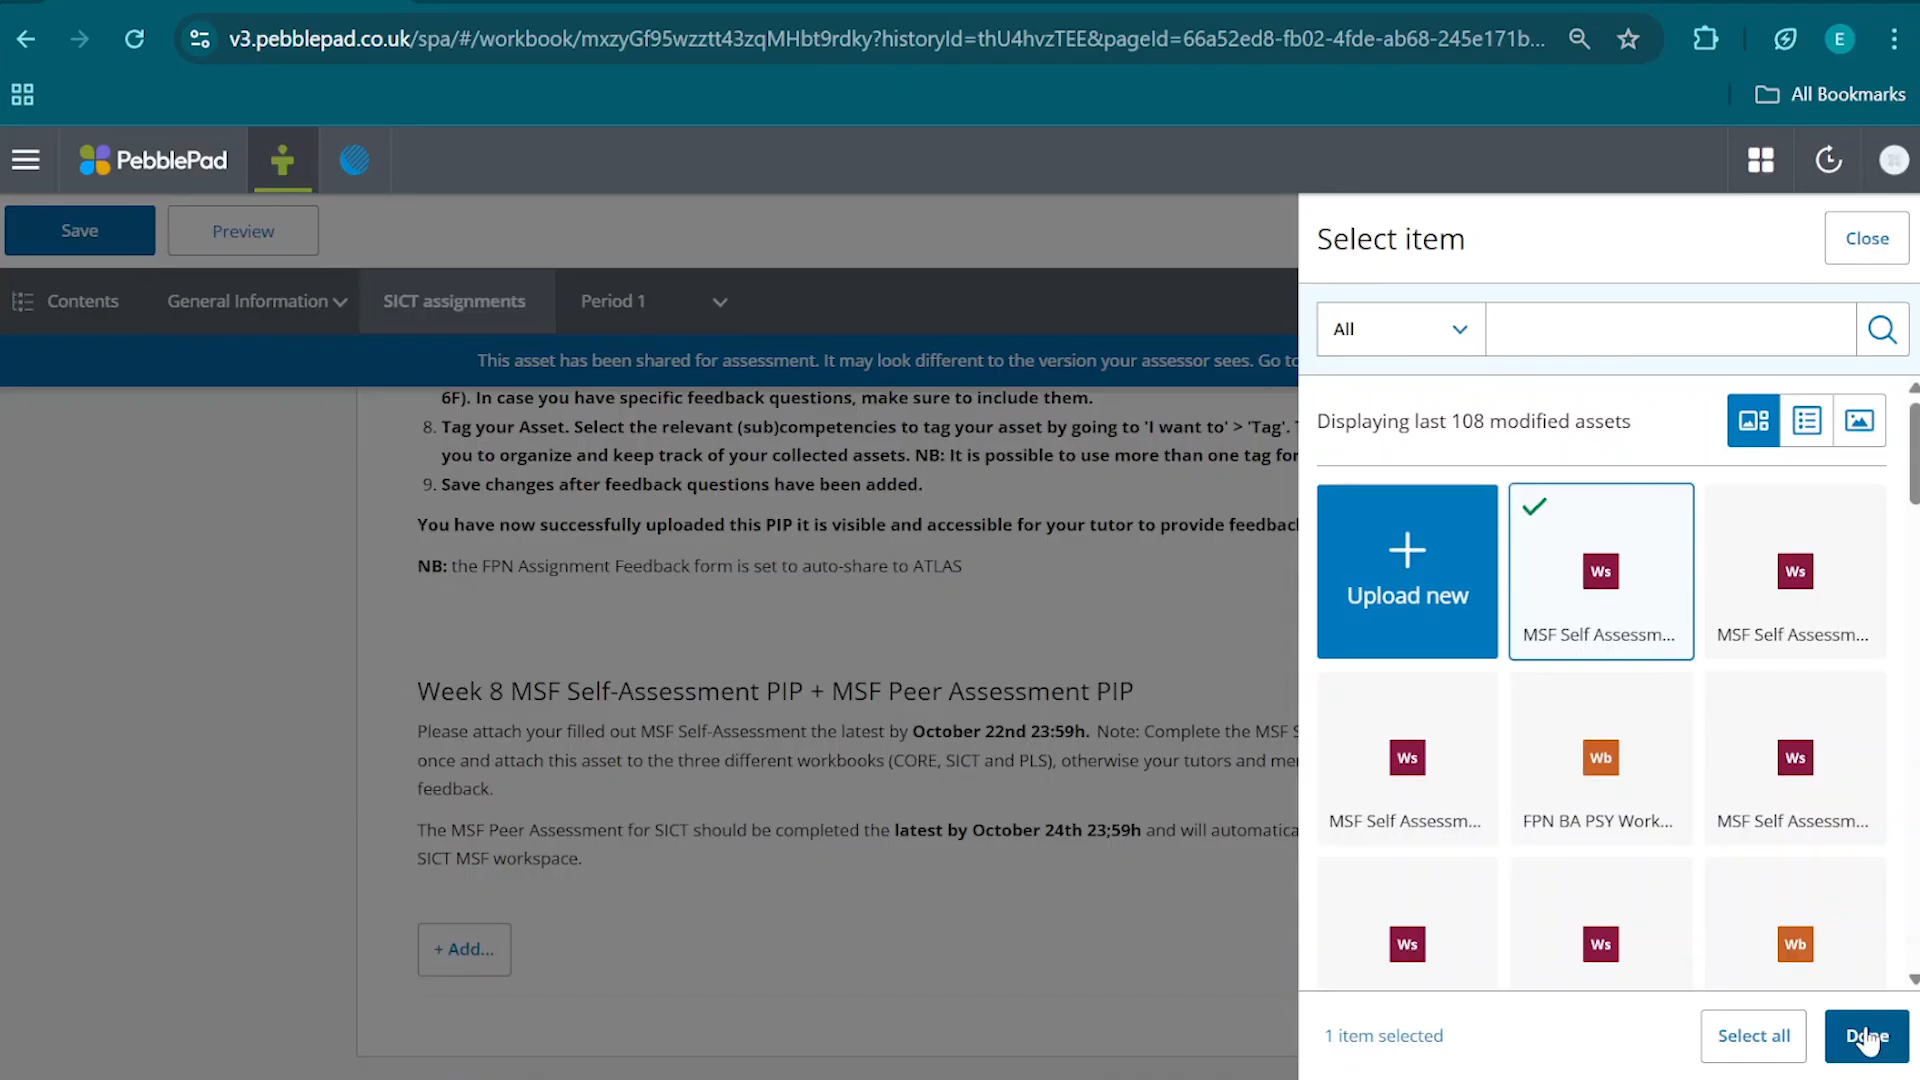 v3.pebblepad.co.uk/spa/#/workbook/mxzyGf95wzztt43zqMHbt9rdky?historyId=thU4hvzTEE&pageId=66a52ed8-fb02-4fde-ab68-245e171b...
E
All Bookmarks
PebblePad
Save
Preview
Contents
General Information
SICT assignments
Period 1
This asset has been shared for assessment. It may look different to the version your assessor sees. Go to
6F). In case you have specific feedback questions, make sure to include them.
8. Tag your Asset. Select the relevant (sub)competencies to tag your asset by going to 'I want to' > 'Tag'.
you to organize and keep track of your collected assets. NB: It is possible to use more than one tag for
9. Save changes after feedback questions have been added.
You have now successfully uploaded this PIP it is visible and accessible for your tutor to provide feedbac
NB: the FPN Assignment Feedback form is set to auto-share to ATLAS
Week 8 MSF Self-Assessment PIP + MSF Peer Assessment PIP
Please attach your filled out MSF Self-Assessment the latest by October 22nd 23:59h. Note: Complete the MSF S
once and attach this asset to the three different workbooks (CORE, SICT and PLS), otherwise your tutors and me
feedback.
The MSF Peer Assessment for SICT should be completed the latest by October 24th 23;59h and will automatica
SICT MSF workspace.
+ Add...
Select item
Close
All
Displaying last 108 modified assets
Upload new
Ws
MSF Self Assessm...
Ws
MSF Self Assessm...
Ws
MSF Self Assessm...
Wb
FPN BA PSY Work...
Ws
MSF Self Assessm...
Ws
Ws
Wb
1 item selected
Select all
Done